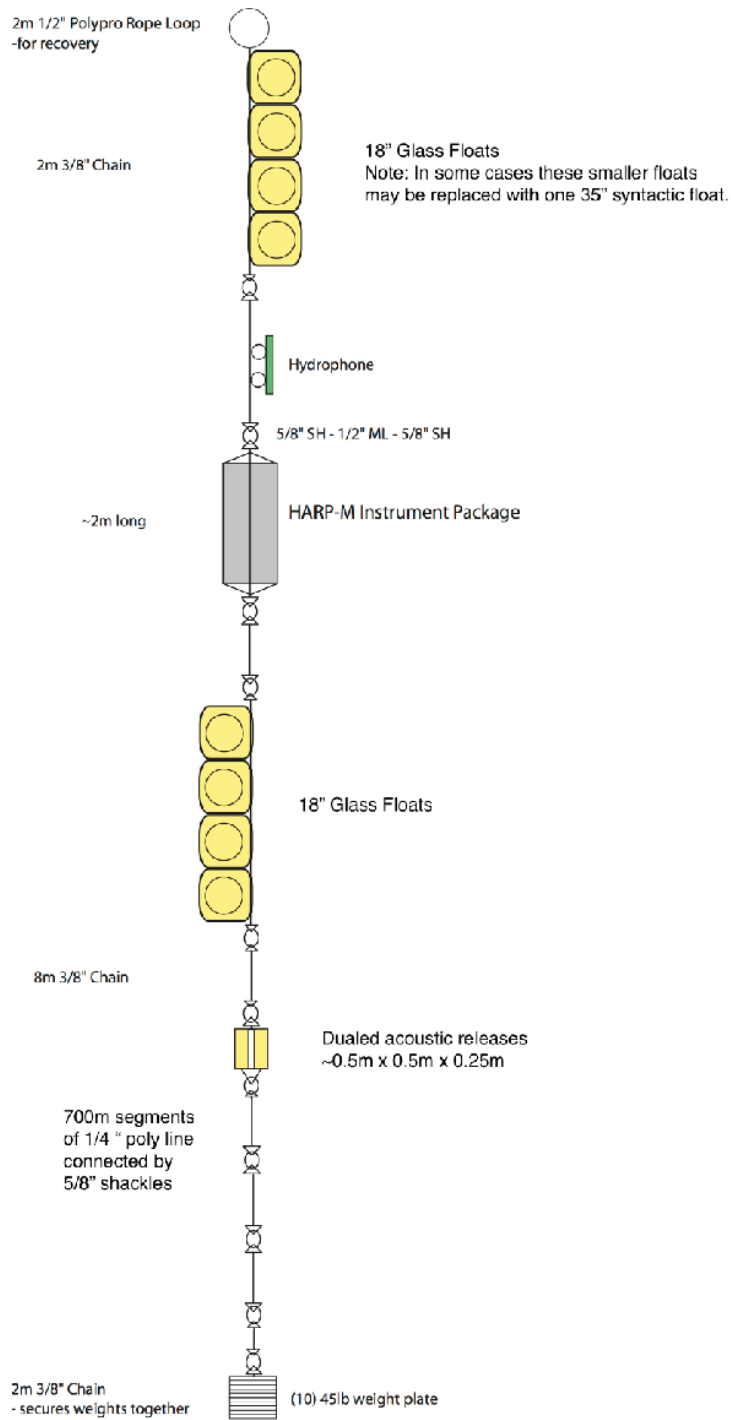 2m 1/2" Polypro Rope Loop
-for recovery
2m 3/8" Chain
18" Glass Floats
Note: In some cases these smaller floats
may be replaced with one 35" syntactic float.
Hydrophone
5/8" SH - 1/2" ML - 5/8" SH
~2m long
HARP-M Instrument Package
18" Glass Floats
8m 3/8" Chain
Dualed acoustic releases
~0.5m x 0.5m x 0.25m
700m segments
of 1/4 " poly line
connected by
5/8" shackles
2m 3/8" Chain
- secures weights together
(10) 45lb weight plate